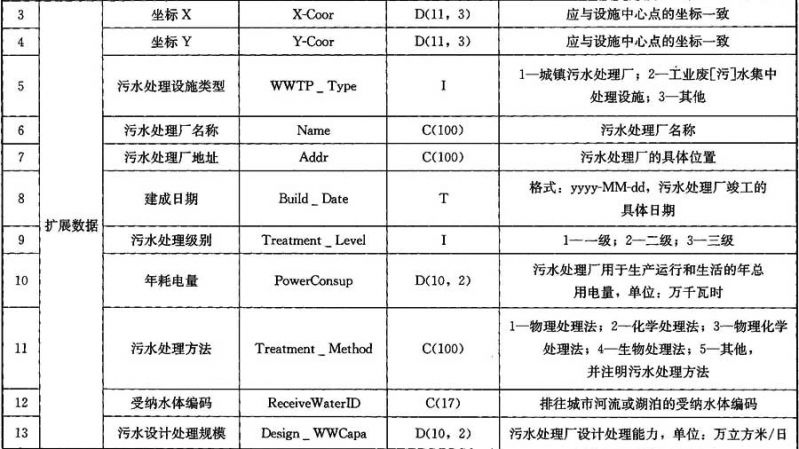 3 坐标 X X-Coor D(11，3) 应与设施中心点的坐标一致
4 坐标 Y Y-Coor D(11，3) 应与设施中心点的坐标一致
5 污水处理设施类型 WWTP _ Type I 1—城镇污水处理厂；2—工业废[污]水集中
处理设施；3—其他
6 污水处理厂名称 Name C(100) 污水处理厂名称
7 污水处理厂地址 Addr C(100) 污水处理厂的具体位置
8 建成日期 Build _ Date T 格式：yyyy-MM-dd，污水处理厂竣工的
具体日期
扩展数据
9 污水处理级别 Treatment _ Level I 1—一级；2—二级；3—三级
10 年耗电量 PowerConsup D(10，2) 污水处理厂用于生产运行和生活的年总
用电量，单位：万千瓦时
11 污水处理方法 Treatment _ Method C(100) 1—物理处理法；2—化学处理法；3—物理化学
处理法；4—生物处理法；5—其他，
并注明污水处理方法
12 受纳水体编码 ReceiveWaterID C(17) 排往城市河流或湖泊的受纳水体编码
13 污水设计处理规模 Design _ WWCapa D(10，2) 污水处理厂设计处理能力，单位：万立方米/日